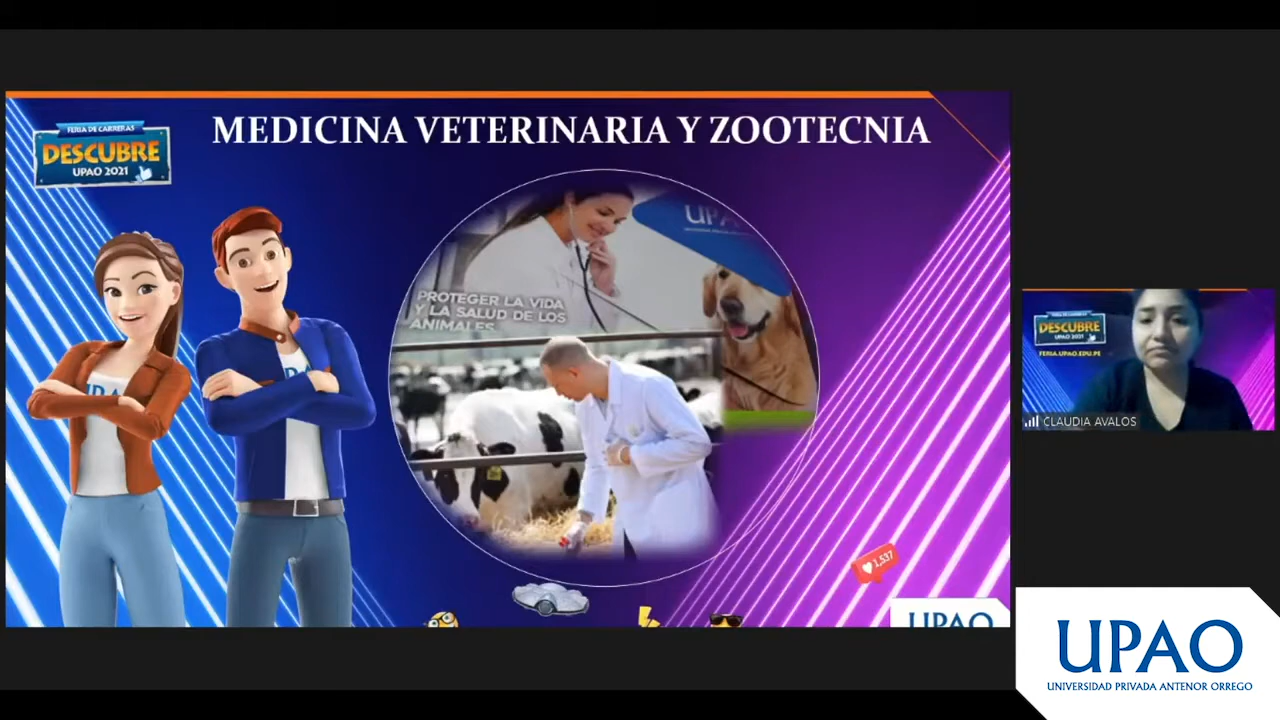 FERIA DE CARRERAS
DESCUBRE
UPAO 2021
MEDICINA VETERINARIA Y ZOOTECNIA
UPAO
PROTEGER LA VIDA
Y LA SALUD DE LOS
ANIMALES
1,537
UPAO
FERIA DE CARRERAS
DESCUBRE
UPAO 2021
FERIA.UPAO.EDU.PE
CLAUDIA AVALOS
UPAO
UNIVERSIDAD PRIVADA ANTENOR ORREGO